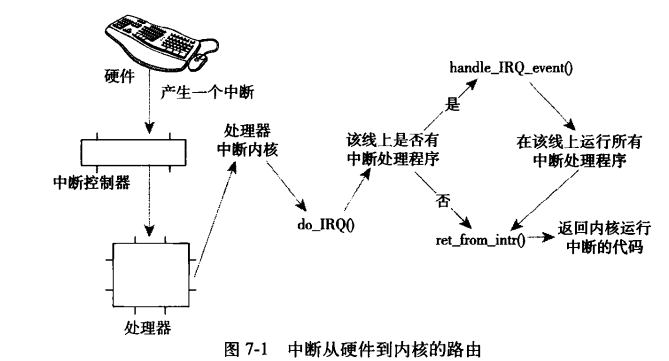 硬件
产生一个中断
中断控制器
处理器
处理器
中断内核
do_IRQ()
该线上是否有
中断处理程序
是
否
handle_IRQ_event()
在该线上运行所有
中断处理程序
ret_from_intr()
返回内核运行
中断的代码
图 7-1 中断从硬件到内核的路由